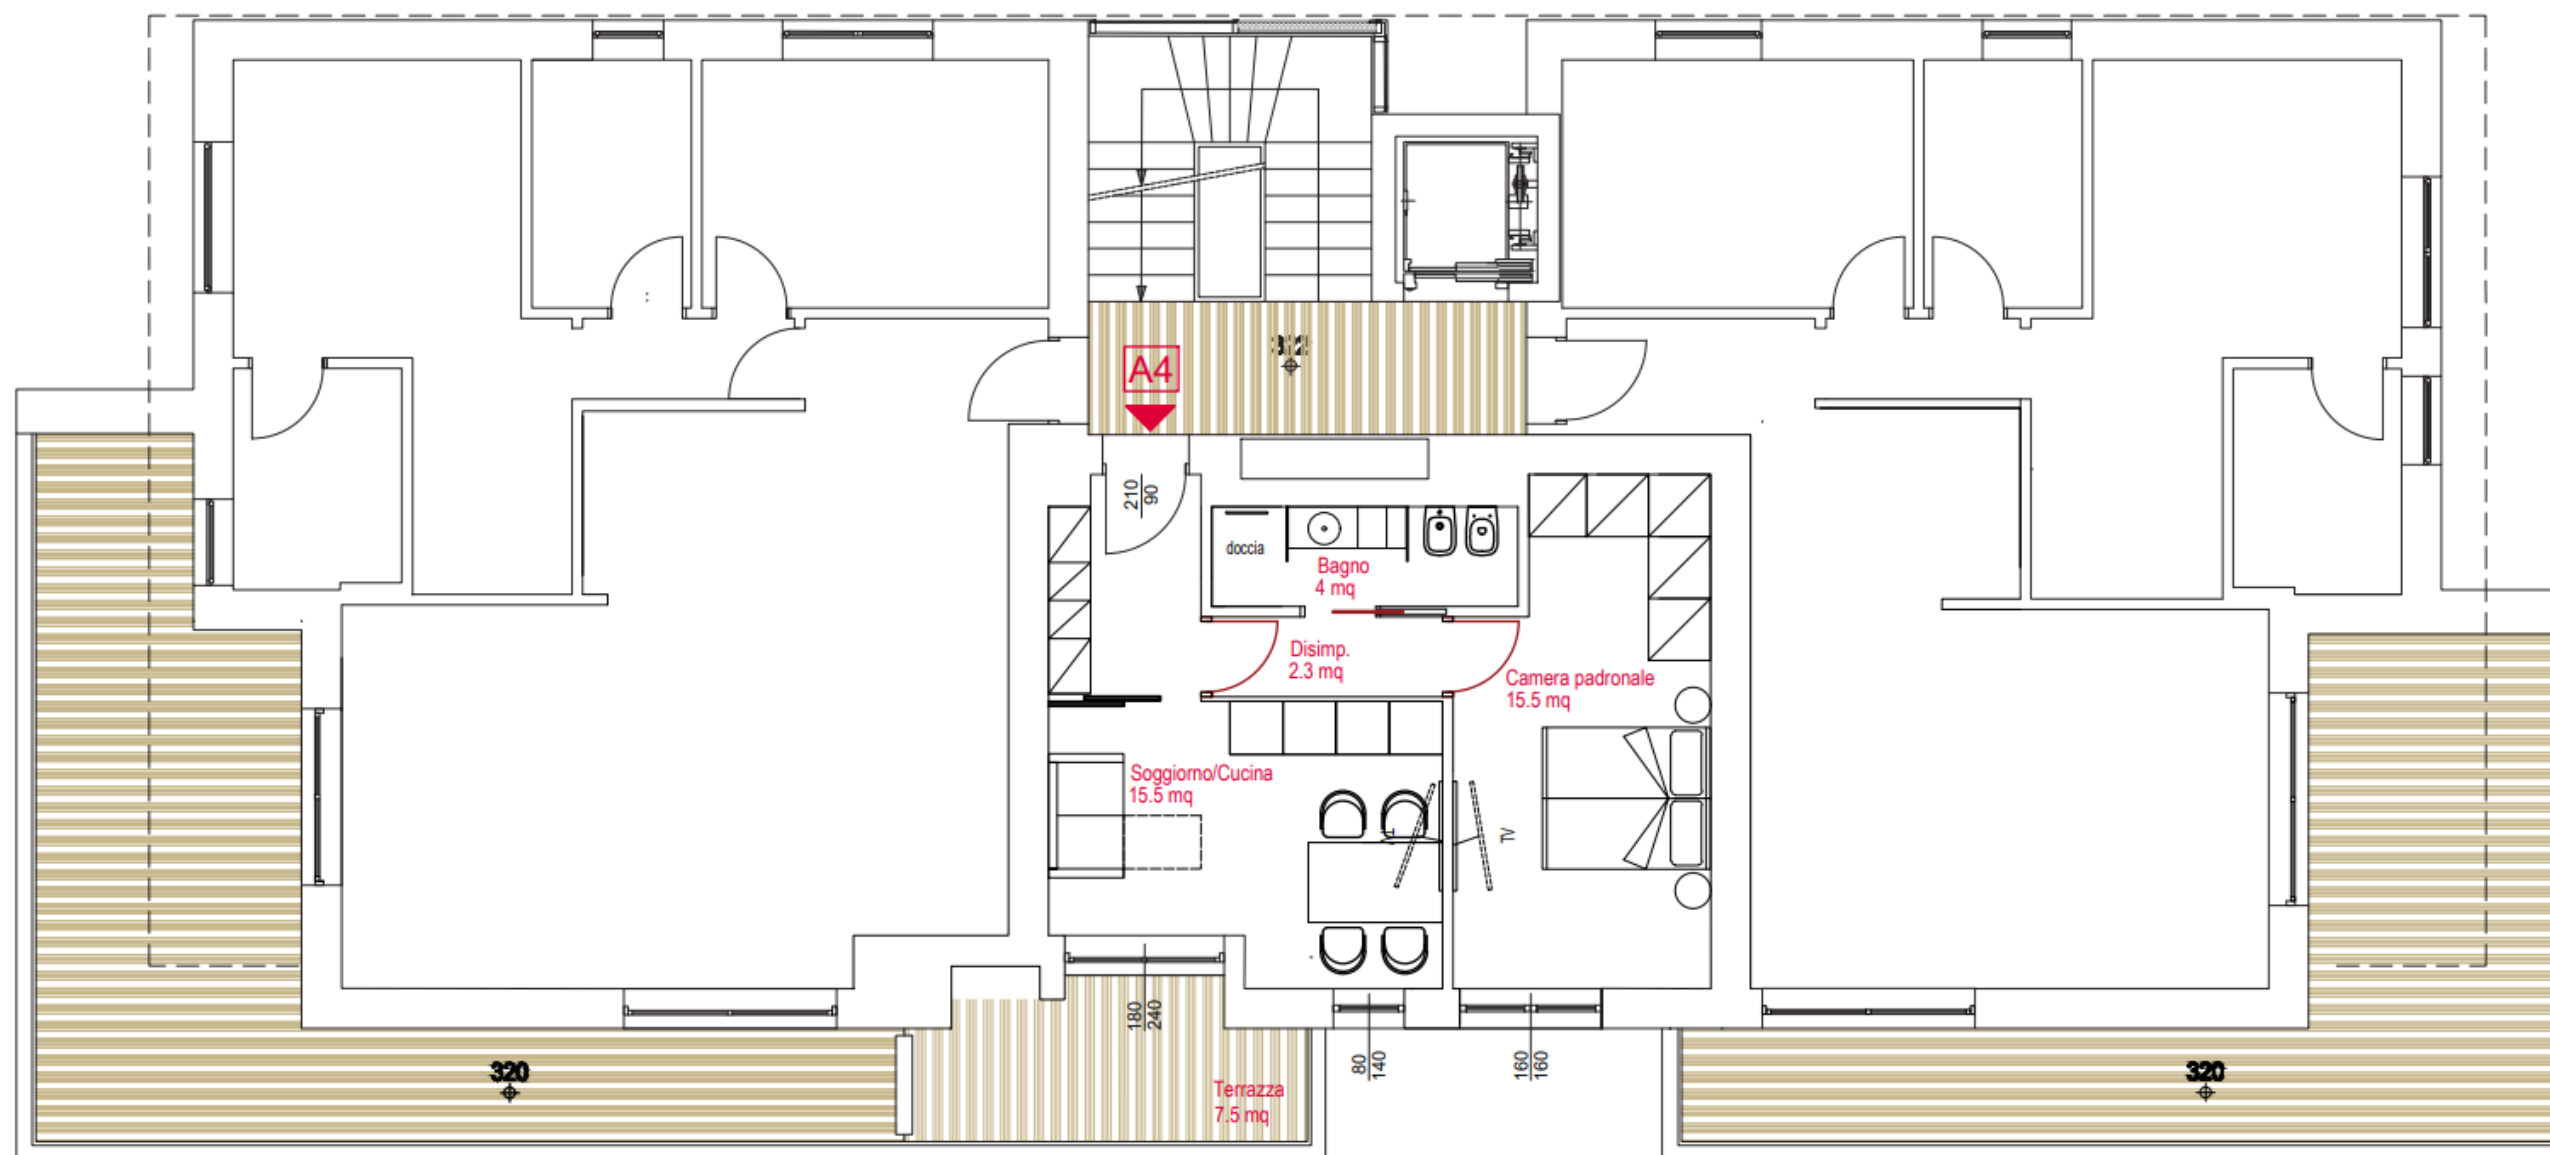 A4
210
90
doccia
Bagno
4 mq
Disimp.
2.3 mq
Camera padronale
15.5 mq
Soggiorno/Cucina
15.5 mq
TV
180
240
80
140
160
160
320
Terrazza
7.5 mq
320